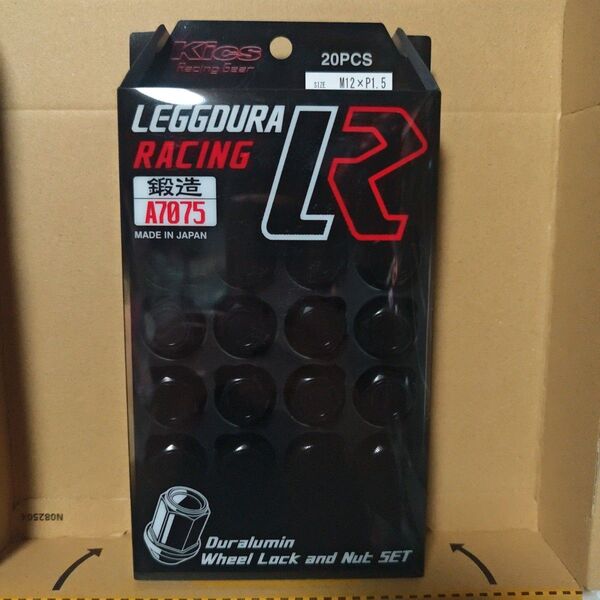 Kics
Racing Gear
20PCS
SIZE M12×P1.5
LEGGDURA
RACING
LR
鍛造
A7075
MADE IN JAPAN
Duralumin
Wheel Lock and Nut SET